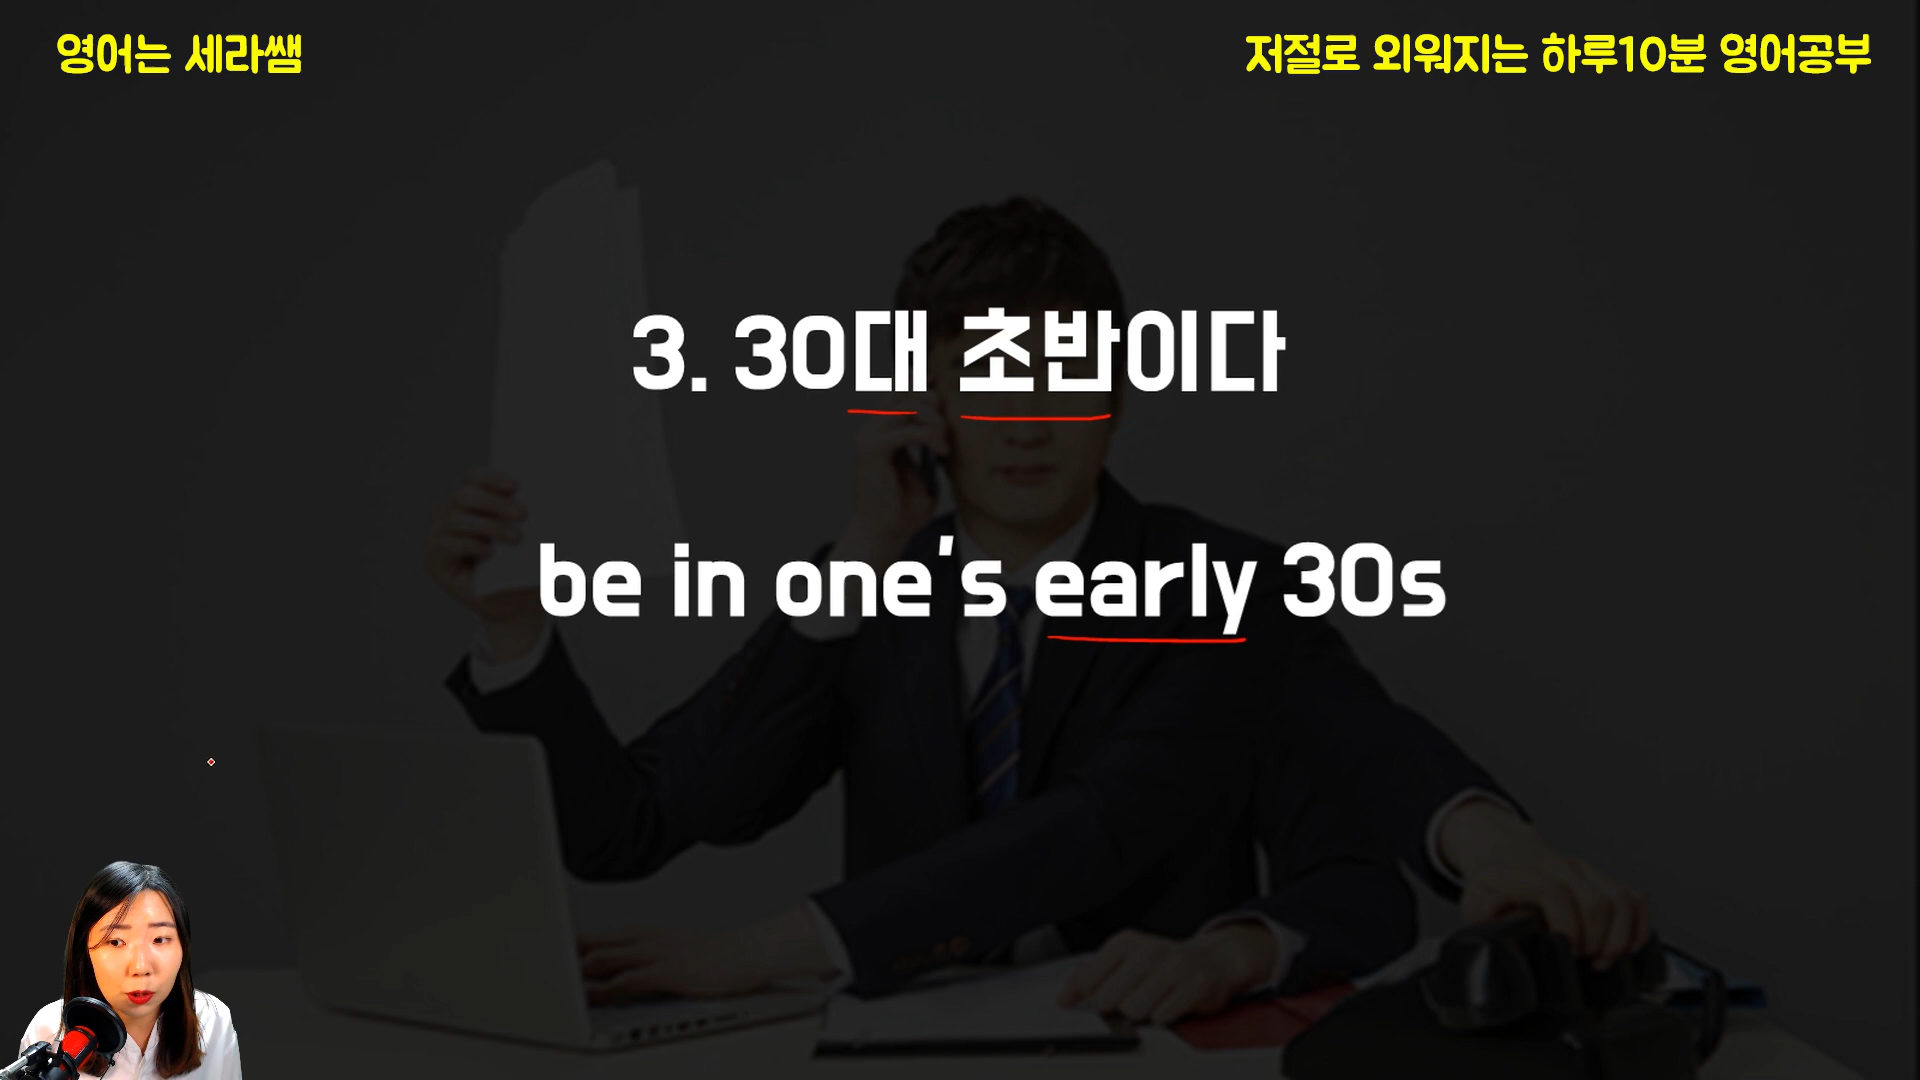 영어는 세라쌤
저절로 외워지는 하루10분 영어공부
3. 30대 초반이다
be in one's early 30s